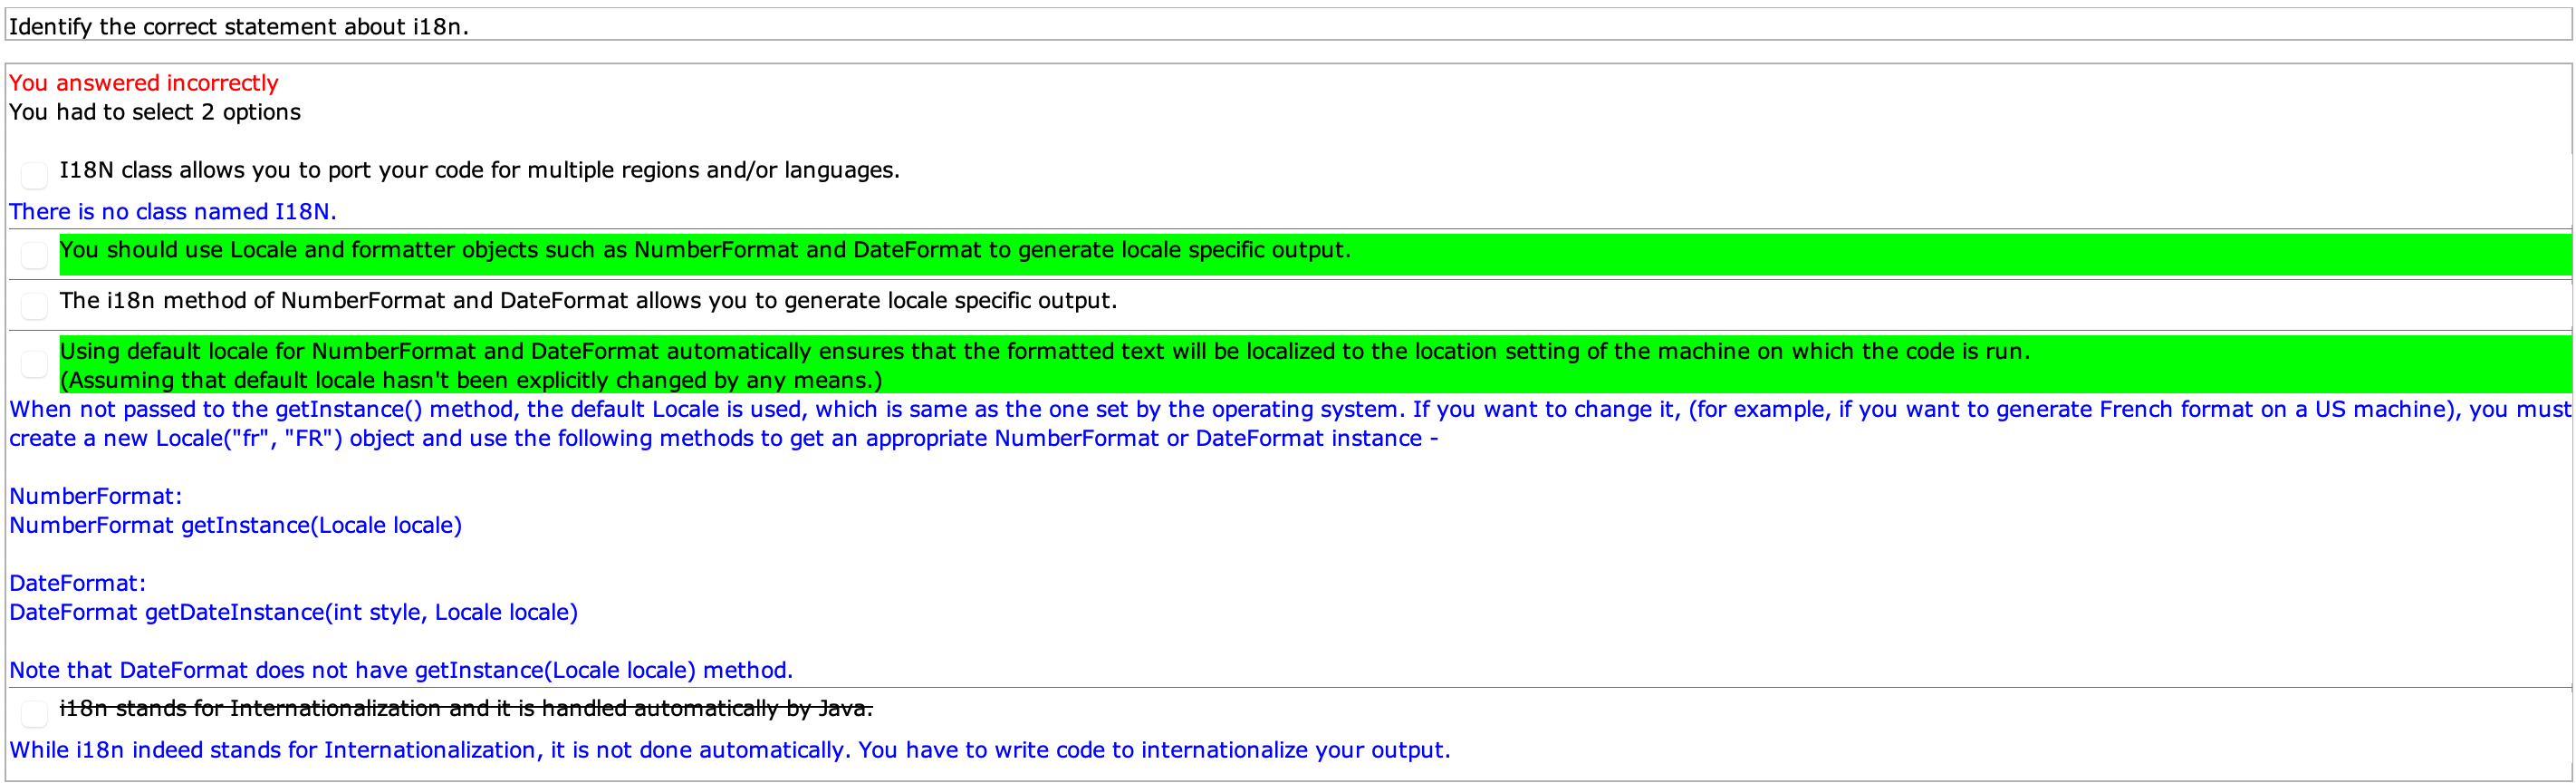 Identify the correct statement about i18n.
You answered incorrectly
You had to select 2 options
I18N class allows you to port your code for multiple regions and/or languages.
There is no class named I18N.
You should use Locale and formatter objects such as NumberFormat and DateFormat to generate locale specific output.
The i18n method of NumberFormat and DateFormat allows you to generate locale specific output.
Using default locale for NumberFormat and DateFormat automatically ensures that the formatted text will be localized to the location setting of the machine on which the code is run.
(Assuming that default locale hasn't been explicitly changed by any means.)
When not passed to the getInstance() method, the default Locale is used, which is same as the one set by the operating system. If you want to change it, (for example, if you want to generate French format on a US machine), you must
create a new Locale("fr", "FR") object and use the following methods to get an appropriate NumberFormat or DateFormat instance -
NumberFormat:
NumberFormat getInstance(Locale locale)
DateFormat:
DateFormat getDateInstance(int style, Locale locale)
Note that DateFormat does not have getInstance(Locale locale) method.
i18n stands for Internationalization and it is handled automatically by Java.
While i18n indeed stands for Internationalization, it is not done automatically. You have to write code to internationalize your output.